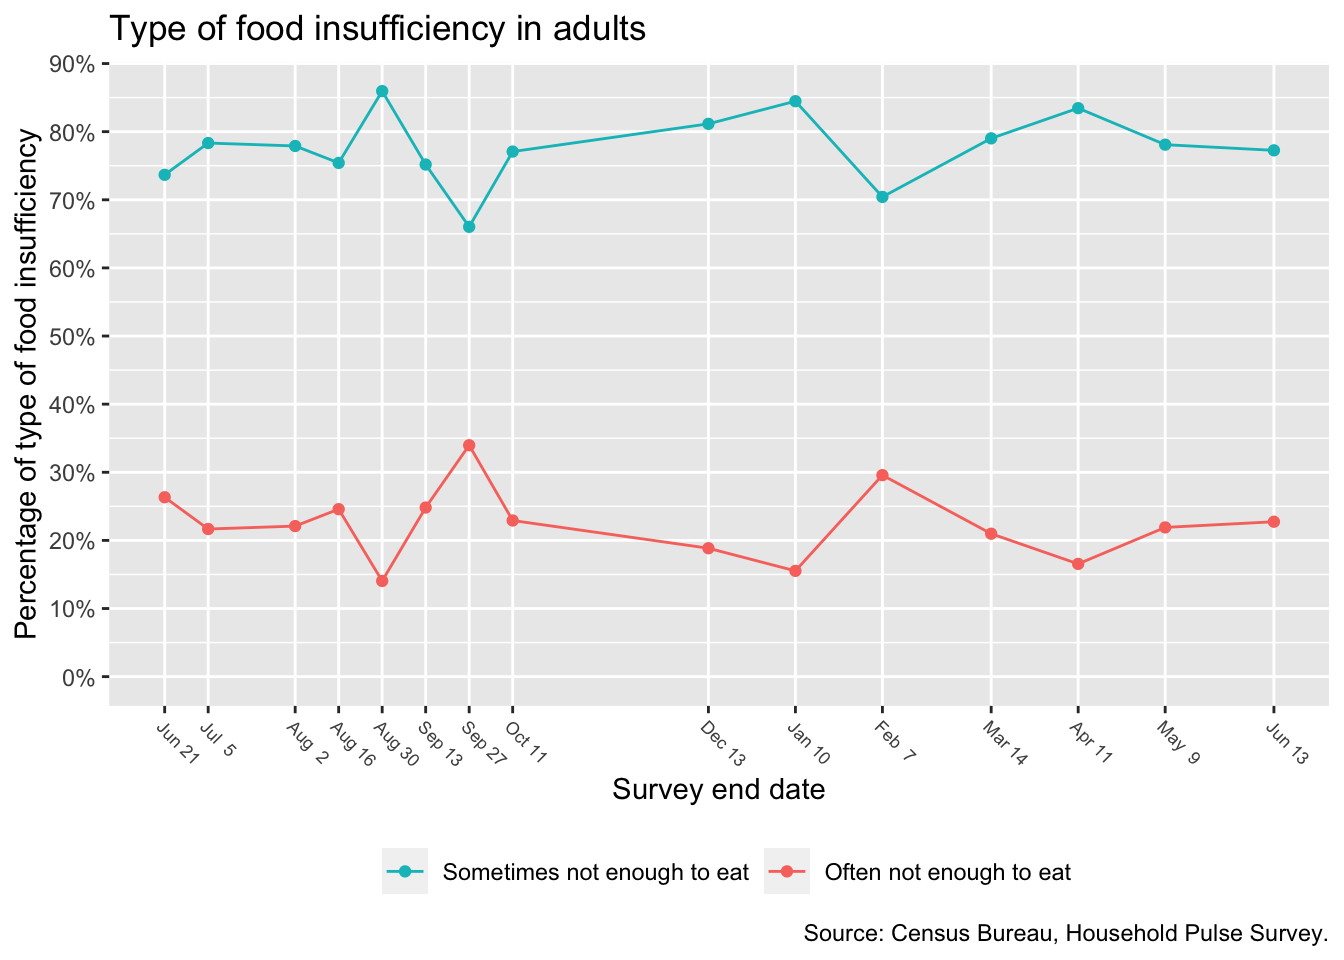 Type of food insufficiency in adults
Percentage of type of food insufficiency
90%
80%
70%
60%
50%
40%
30%
20%
10%
0%
Jun 21
Jul  5
Aug  2
Aug 16
Aug 30
Sep 13
Sep 27
Oct 11
Dec 13
Jan 10
Feb  7
Mar 14
Apr 11
May  9
Jun 13
Survey end date
Sometimes not enough to eat
Often not enough to eat
Source: Census Bureau, Household Pulse Survey.